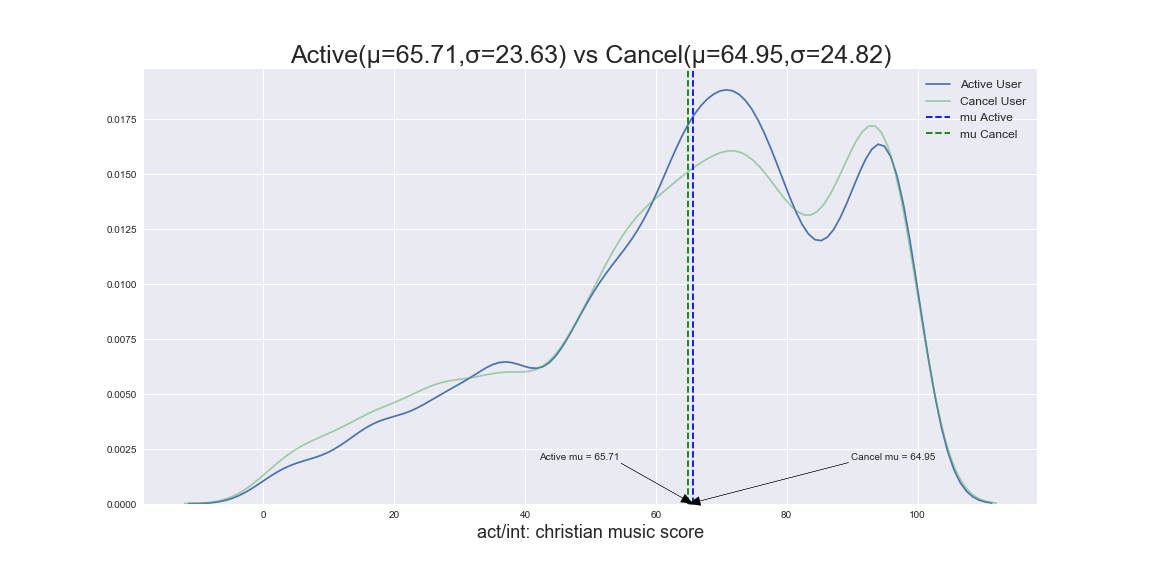 Active(μ=65.71,σ=23.63) vs Cancel(μ=64.95,σ=24.82)
Active User
Cancel User
mu Active
mu Cancel
0.0175
0.0150
0.0125
0.0100
0.0075
0.0050
0.0025
0.0000
Active mu = 65.71
Cancel mu = 64.95
0 20 40 60 80 100
act/int: christian music score